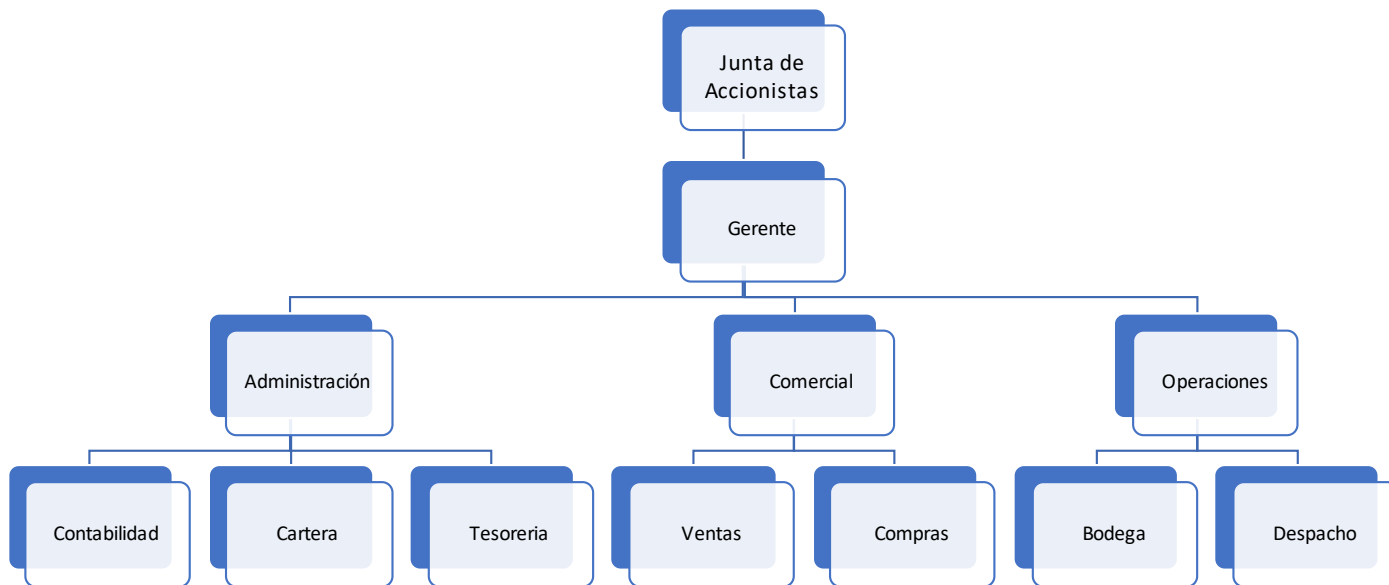 Junta de
Accionistas
Gerente
Administración
Comercial
Operaciones
Contabilidad
Cartera
Tesoreria
Ventas
Compras
Bodega
Despacho